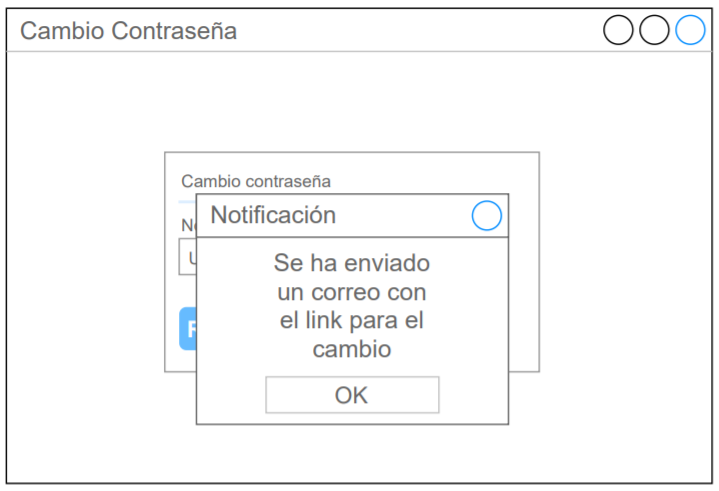 Cambio Contraseña
Cambio contraseña
Notificación
Se ha enviado
un correo con
el link para el
cambio
OK